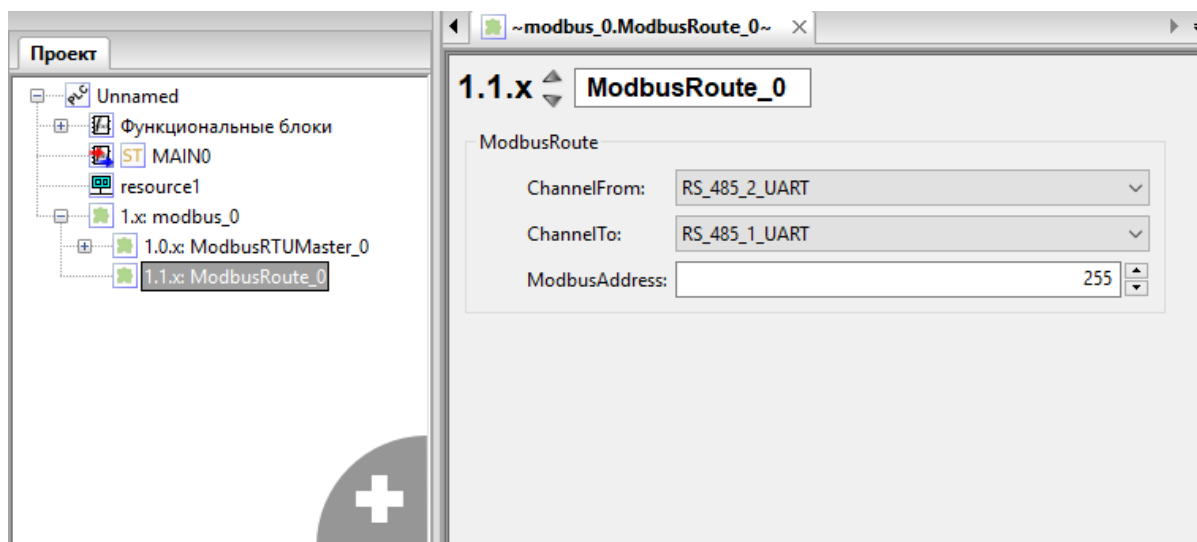 Проект
Unnamed
Функциональные блоки
ST MAIN0
resource1
1.x: modbus_0
1.0.x: ModbusRTUMaster_0
1.1.x: ModbusRoute_0
~modbus_0.ModbusRoute_0~
1.1.x ModbusRoute_0
ModbusRoute
ChannelFrom: RS_485_2_UART
ChannelTo: RS_485_1_UART
ModbusAddress: 255